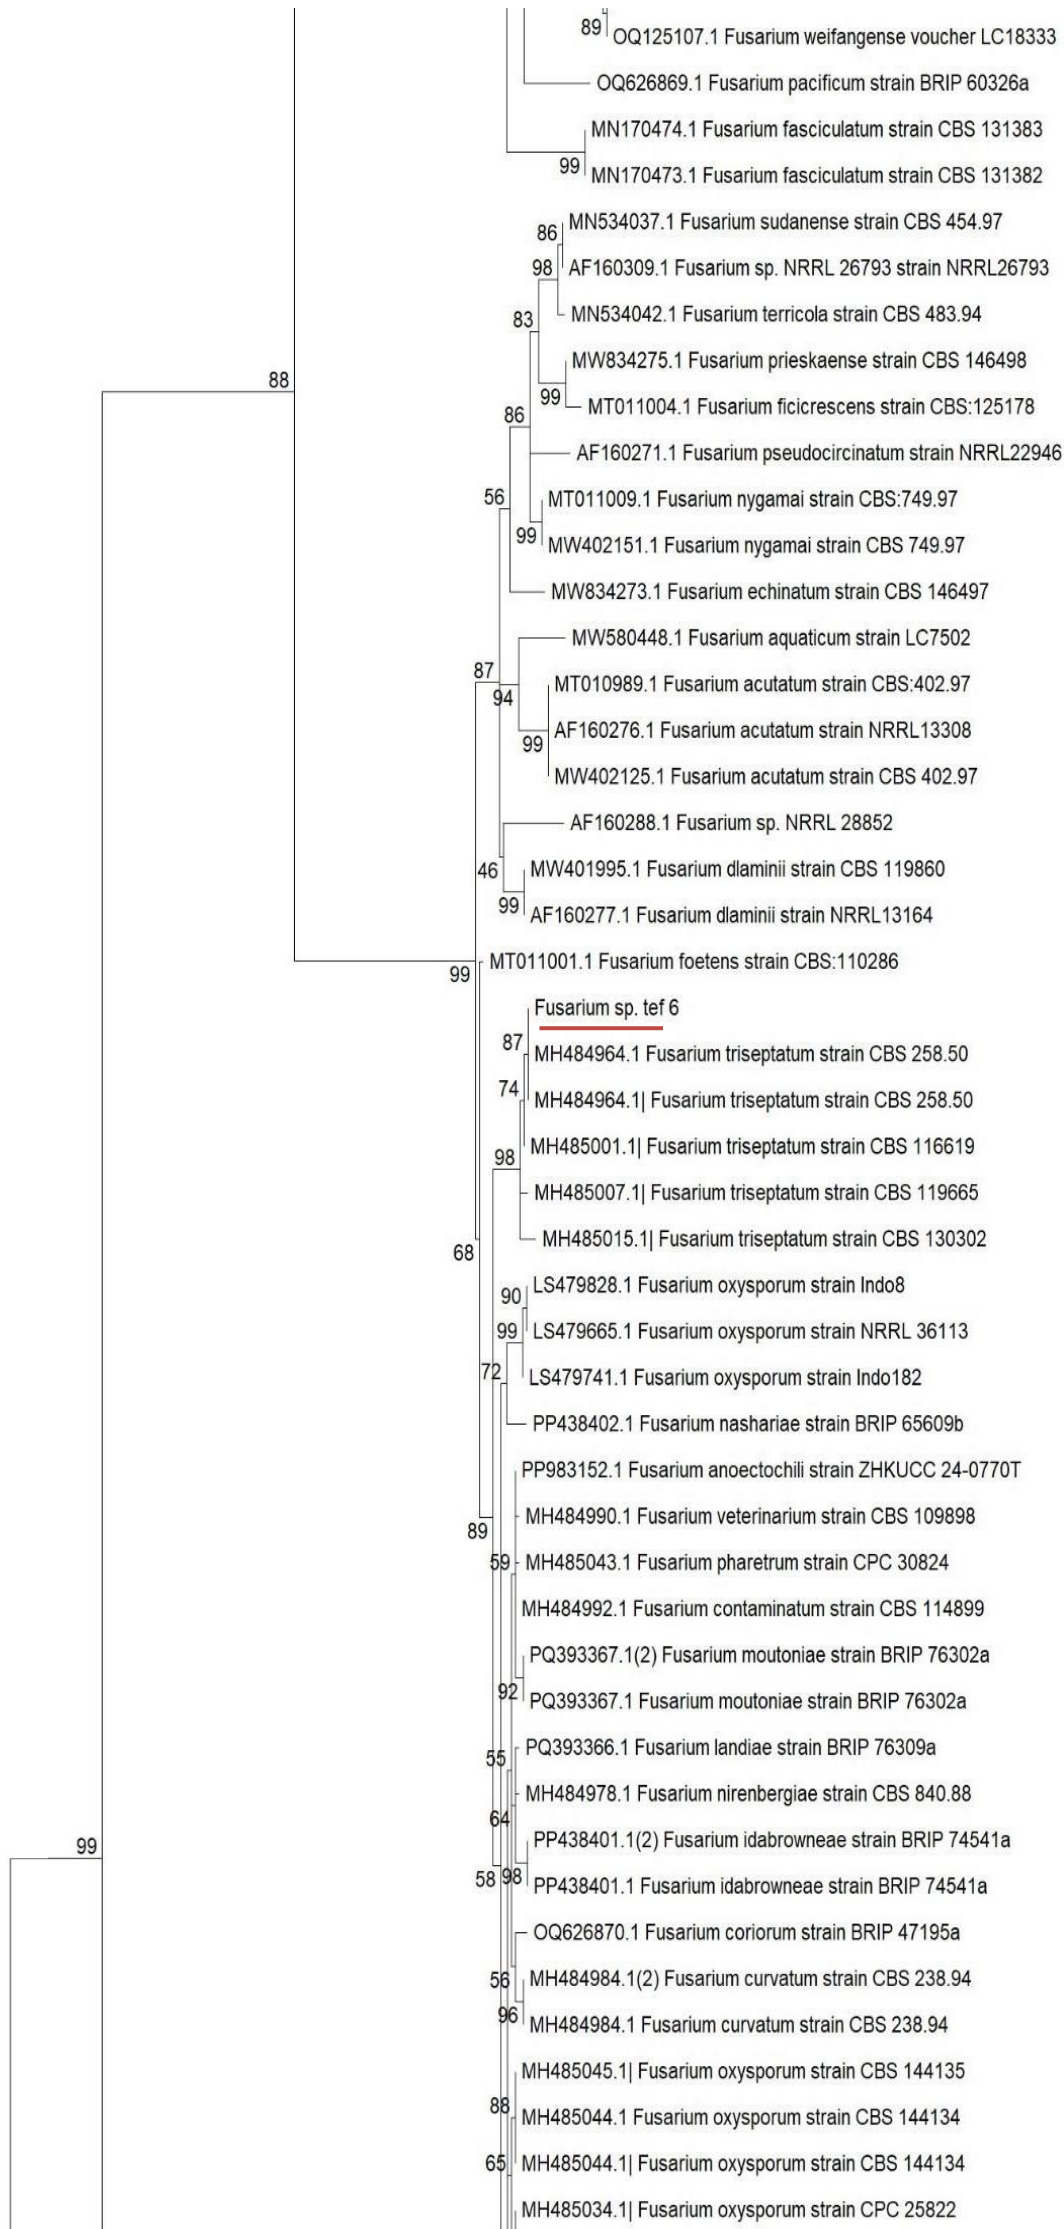 89
OQ125107.1 Fusarium weifangense voucher LC18333
OQ626869.1 Fusarium pacificum strain BRIP 60326a
MN170474.1 Fusarium fasciculatum strain CBS 131383
99
MN170473.1 Fusarium fasciculatum strain CBS 131382
MN534037.1 Fusarium sudanense strain CBS 454.97
86
98
AF160309.1 Fusarium sp. NRRL 26793 strain NRRL26793
MN534042.1 Fusarium terricola strain CBS 483.94
83
MW834275.1 Fusarium prieskaense strain CBS 146498
88
99
MT011004.1 Fusarium ficicrescens strain CBS:125178
86
AF160271.1 Fusarium pseudocircinatum strain NRRL22946
56
MT011009.1 Fusarium nygamai strain CBS:749.97
99
MW402151.1 Fusarium nygamai strain CBS 749.97
MW834273.1 Fusarium echinatum strain CBS 146497
MW580448.1 Fusarium aquaticum strain LC7502
87
94
MT010989.1 Fusarium acutatum strain CBS:402.97
AF160276.1 Fusarium acutatum strain NRRL13308
99
MW402125.1 Fusarium acutatum strain CBS 402.97
AF160288.1 Fusarium sp. NRRL 28852
46
MW401995.1 Fusarium dlaminii strain CBS 119860
99
AF160277.1 Fusarium dlaminii strain NRRL13164
99
MT011001.1 Fusarium foetens strain CBS:110286
Fusarium sp. tef 6
87
MH484964.1 Fusarium triseptatum strain CBS 258.50
74
MH484964.1| Fusarium triseptatum strain CBS 258.50
98
MH485001.1| Fusarium triseptatum strain CBS 116619
MH485007.1| Fusarium triseptatum strain CBS 119665
68
MH485015.1| Fusarium triseptatum strain CBS 130302
LS479828.1 Fusarium oxysporum strain Indo8
90
99
LS479665.1 Fusarium oxysporum strain NRRL 36113
72
LS479741.1 Fusarium oxysporum strain Indo182
PP438402.1 Fusarium nashariae strain BRIP 65609b
PP983152.1 Fusarium anoectochili strain ZHKUCC 24-0770T
89
MH484990.1 Fusarium veterinarium strain CBS 109898
59
MH485043.1 Fusarium pharetrum strain CPC 30824
MH484992.1 Fusarium contaminatum strain CBS 114899
PQ393367.1(2) Fusarium moutoniae strain BRIP 76302a
92
PQ393367.1 Fusarium moutoniae strain BRIP 76302a
55
PQ393366.1 Fusarium landiae strain BRIP 76309a
MH484978.1 Fusarium nirenbergiae strain CBS 840.88
64
99
PP438401.1(2) Fusarium idabrowneae strain BRIP 74541a
58
98
PP438401.1 Fusarium idabrowneae strain BRIP 74541a
OQ626870.1 Fusarium coriorum strain BRIP 47195a
56
MH484984.1(2) Fusarium curvatum strain CBS 238.94
96
MH484984.1 Fusarium curvatum strain CBS 238.94
MH485045.1| Fusarium oxysporum strain CBS 144135
88
MH485044.1 Fusarium oxysporum strain CBS 144134
65
MH485044.1| Fusarium oxysporum strain CBS 144134
MH485034.1| Fusarium oxysporum strain CPC 25822